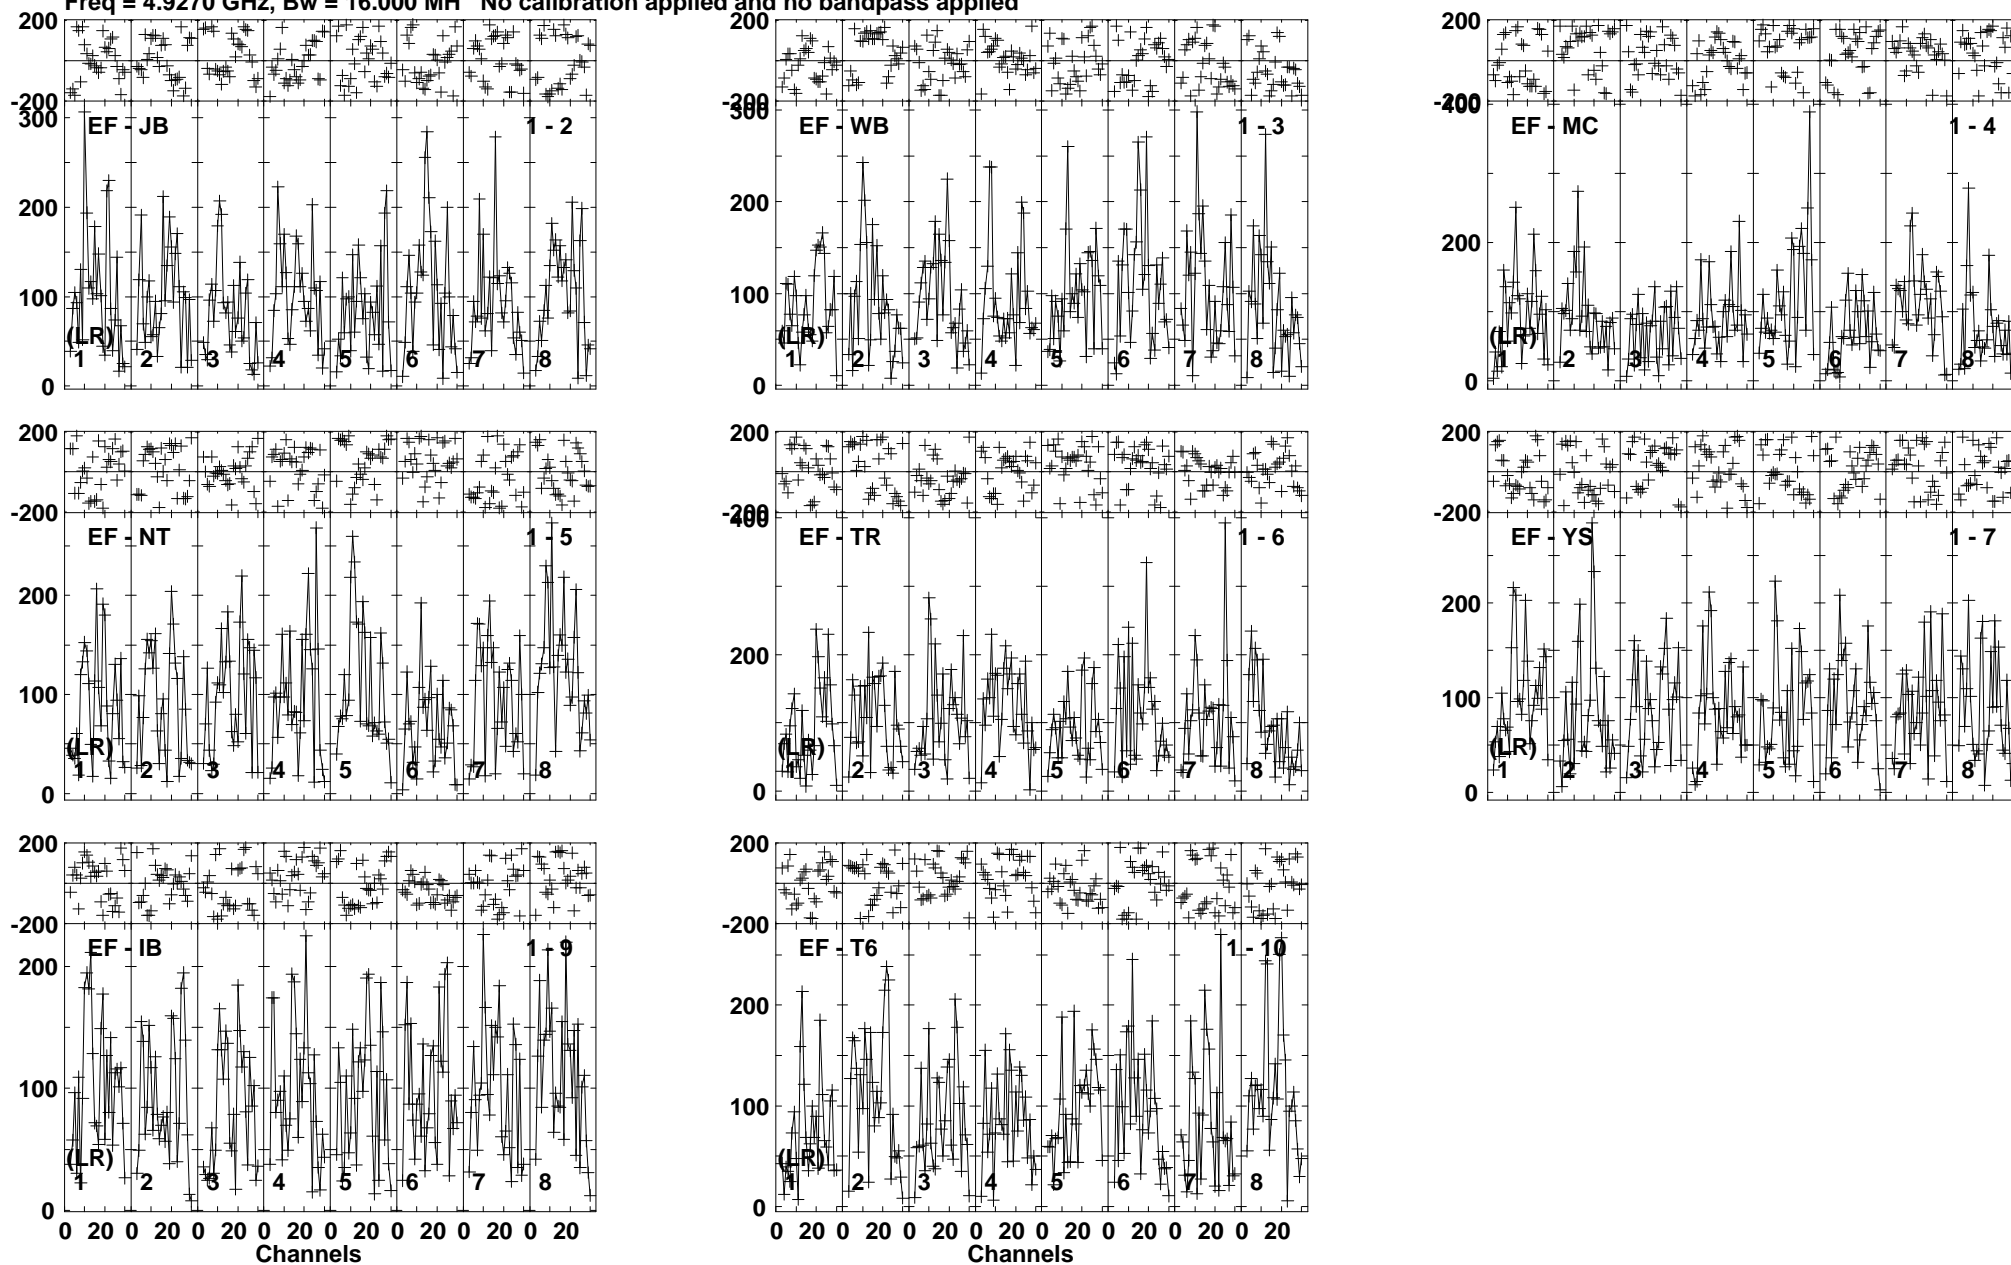 Freq = 4.9270 GHz, Bw = 16.000 MH No calibration applied and no bandpass applied
200 200 200
-200 -200 -200
300 300 400
EF - JB 1 - 2 EF - WB 1 - 3 EF - MC 1 - 4
200 200 200
100 100
(LR) (LR) (LR)
1 2 3 4 5 6 7 8 1 2 3 4 5 6 7 8 1 2 3 4 5 6 7 8
0 0 0
200 200 200
-200 -200 -200
400
EF - NT 1 - 5 EF - TR 1 - 6 EF - YS 1 - 7
200 200 200
100 100
(LR) (LR) (LR)
1 2 3 4 5 6 7 8 1 2 3 4 5 6 7 8 1 2 3 4 5 6 7 8
0 0 0
200 200
-200 -200
EF - IB 1 - 9 EF - T6 1 - 10
200 200
100 100
(LR) (LR)
1 2 3 4 5 6 7 8 1 2 3 4 5 6 7 8
0 0
0 20 0 20 0 20 0 20 0 20 0 20 0 20 0 20 0 20 0 20 0 20 0 20 0 20 0 20 0 20 0 20
Channels Channels